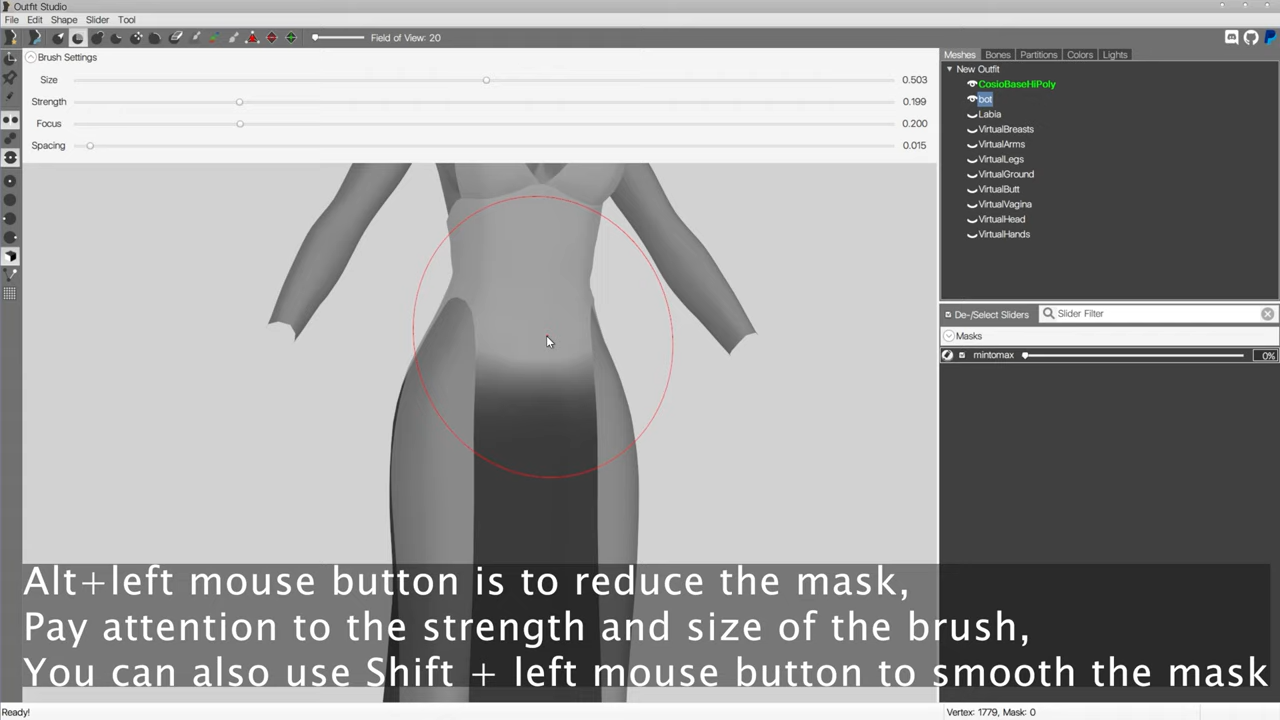 Outfit Studio
File Edit Shape Slider Tool
Field of View: 20
Brush Settings
Size 0.503
Strength 0.199
Focus 0.200
Spacing 0.015
Meshes Bones Partitions Colors Lights
New Outfit
CosioBaseHiPoly
bot
Labia
VirtualBreasts
VirtualArms
VirtualLegs
VirtualGround
VirtualButt
VirtualVagina
VirtualHead
VirtualHands
De-/Select Sliders Slider Filter
Masks
mintomax 0%
Alt+left mouse button is to reduce the mask,
Pay attention to the strength and size of the brush,
You can also use Shift + left mouse button to smooth the mask
Ready! Vertex: 1779, Mask: 0